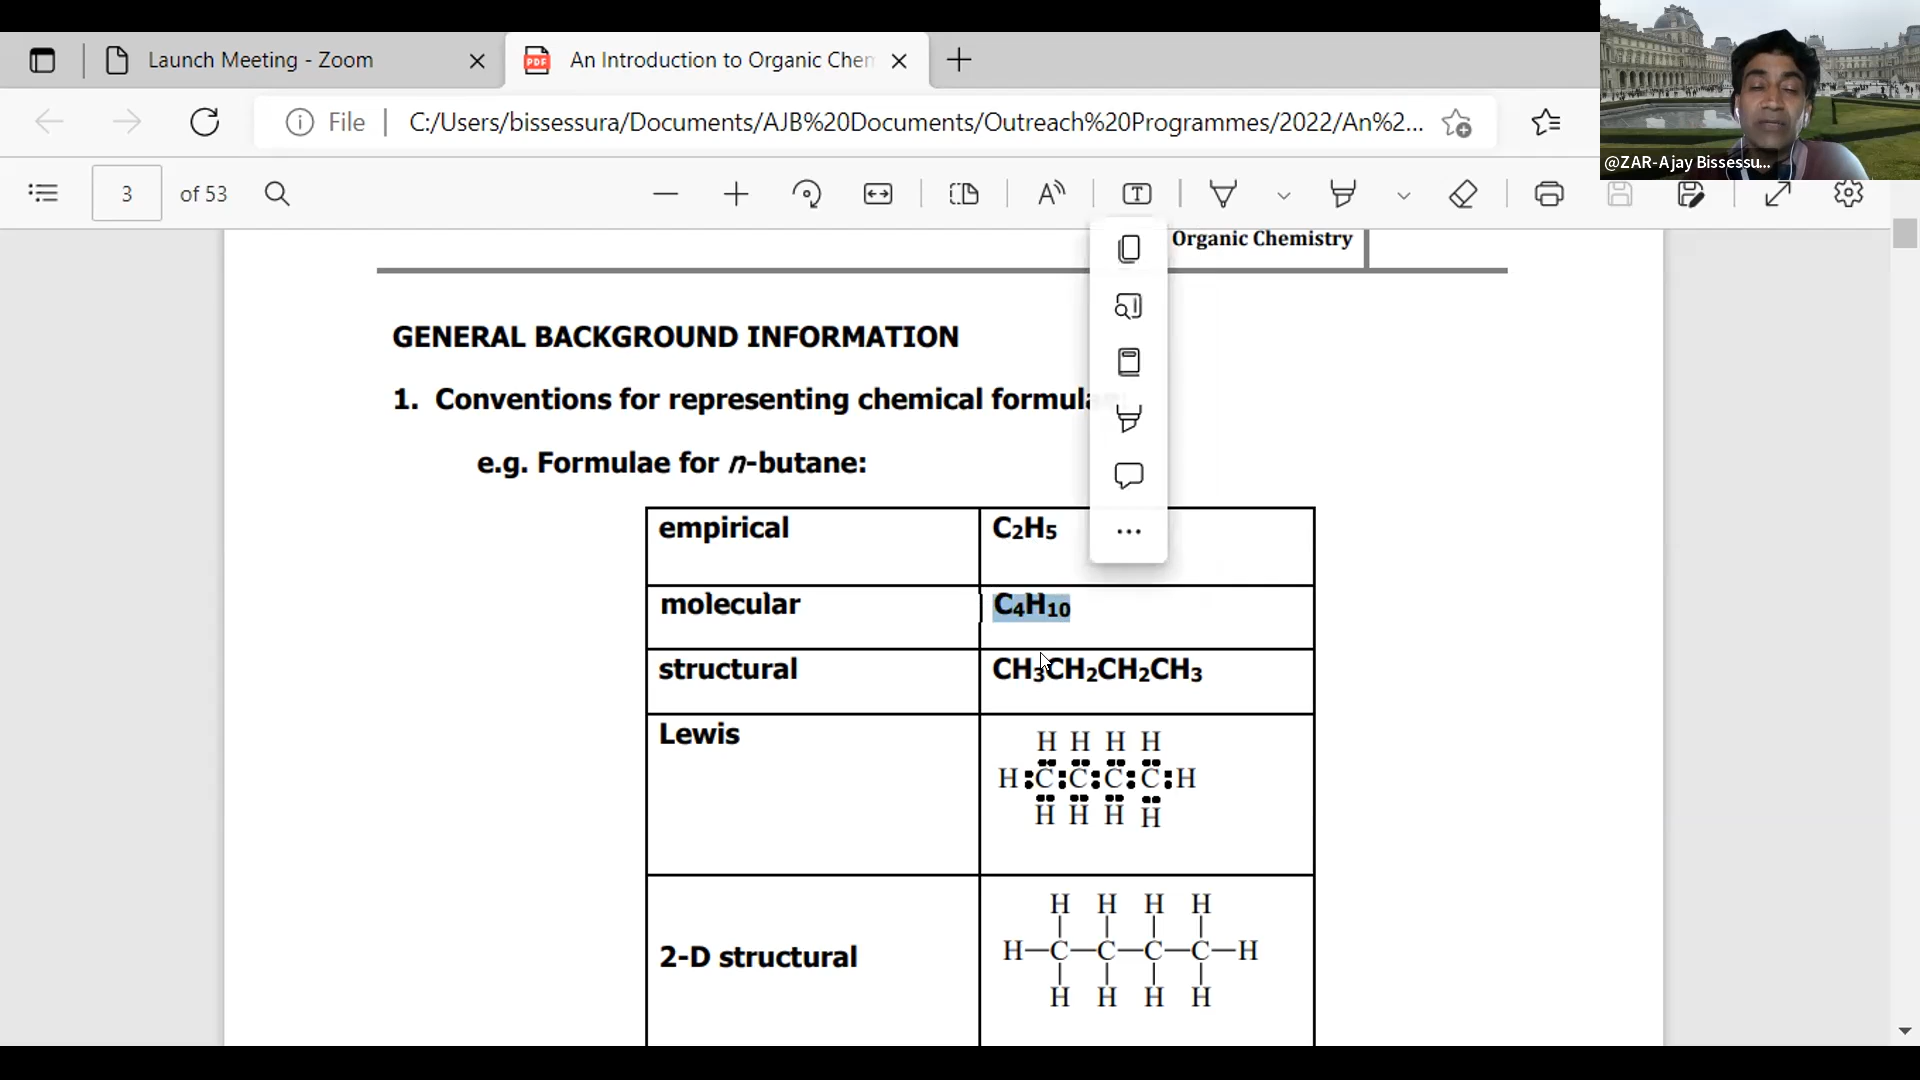 Launch Meeting - Zoom
An Introduction to Organic Chem
File
C:/Users/bissessura/Documents/AJB%20Documents/Outreach%20Programmes/2022/An%2...
@ZAR-Ajay Bissessu...
3 of 53
Organic Chemistry
GENERAL BACKGROUND INFORMATION
1. Conventions for representing chemical formulae:
e.g. Formulae for n-butane:
empirical C₂H₅
molecular C₄H₁₀
structural CH₃CH₂CH₂CH₃
Lewis
H H H H
H:C:C:C:C:H
H H H H
2-D structural
H H H H
H—C—C—C—C—H
H H H H